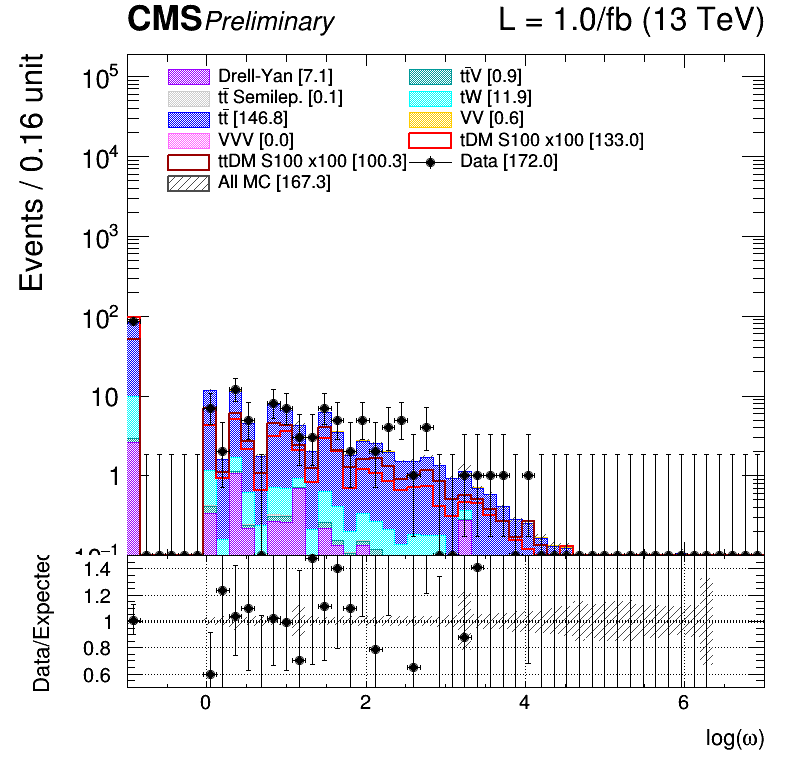 CMS Preliminary L = 1.0/fb (13 TeV)
Events / 0.16 unit
10⁵
10⁴
10³
10²
10
1
10⁻¹
Drell-Yan [7.1]
tt̄V [0.9]
tt̄ Semilep. [0.1]
tW [11.9]
tt̄ [146.8]
VV [0.6]
VVV [0.0]
tDM S100 x100 [133.0]
ttDM S100 x100 [100.3]
Data [172.0]
All MC [167.3]
Data/Expected
1.4
1.2
1
0.8
0.6
0 2 4 6
log(ω)